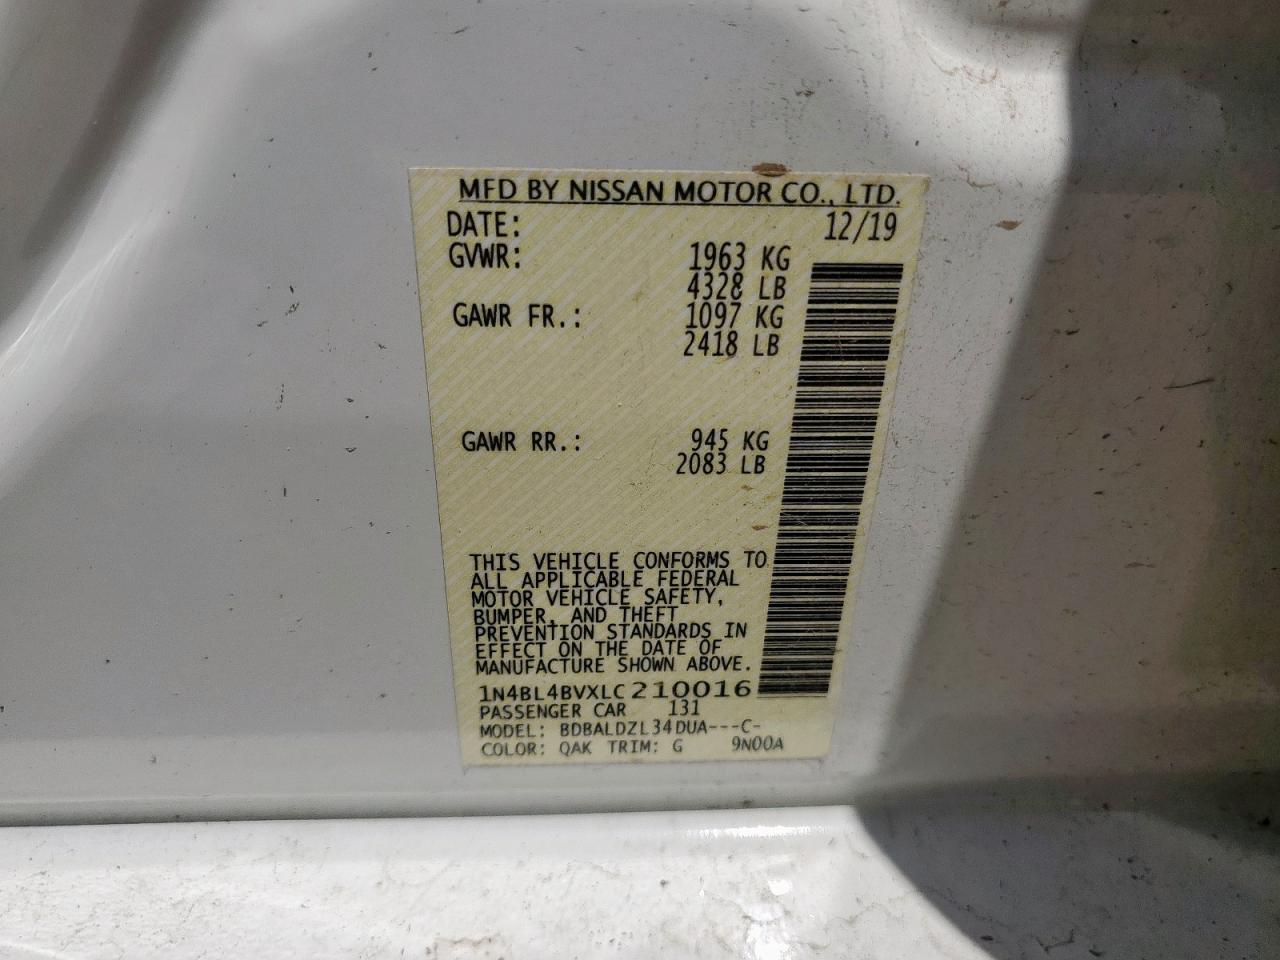 MFD BY NISSAN MOTOR CO., LTD.
DATE: 12/19
GVWR: 1963 KG
4328 LB
GAWR FR.: 1097 KG
2418 LB
GAWR RR.: 945 KG
2083 LB
THIS VEHICLE CONFORMS TO
ALL APPLICABLE FEDERAL
MOTOR VEHICLE SAFETY,
BUMPER, AND THEFT
PREVENTION STANDARDS IN
EFFECT ON THE DATE OF
MANUFACTURE SHOWN ABOVE.
1N4BL4BVXLC210016
PASSENGER CAR 131
MODEL: BDBALDZL34DUA---C-
COLOR: QAK TRIM: G 9N00A